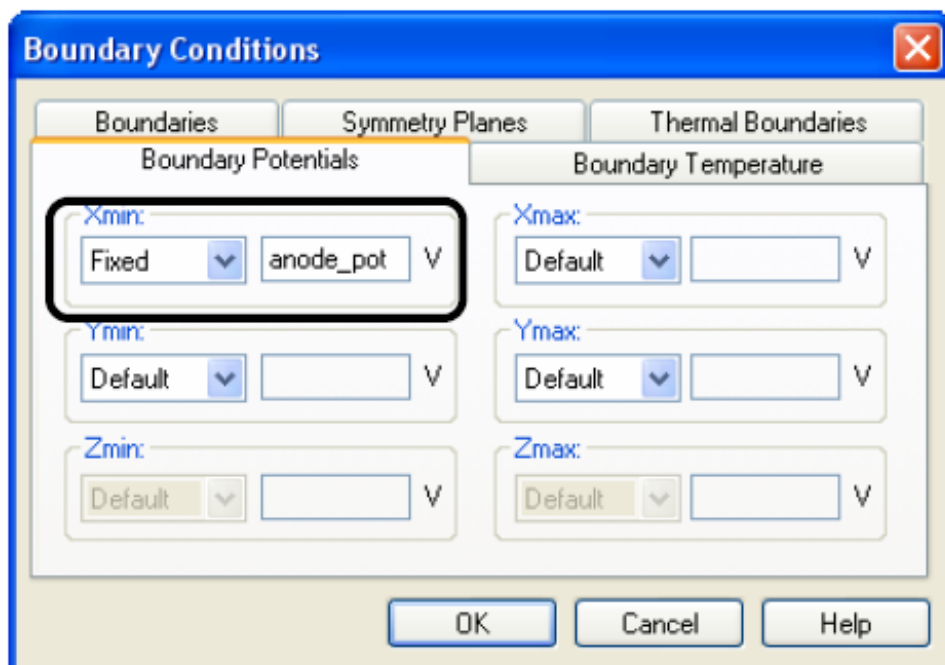 Boundary Conditions
Boundaries Symmetry Planes Thermal Boundaries
Boundary Potentials Boundary Temperature
Xmin: Xmax:
Fixed anode_pot V Default V
Ymin: Ymax:
Default V Default V
Zmin: Zmax:
Default V Default V
OK Cancel Help